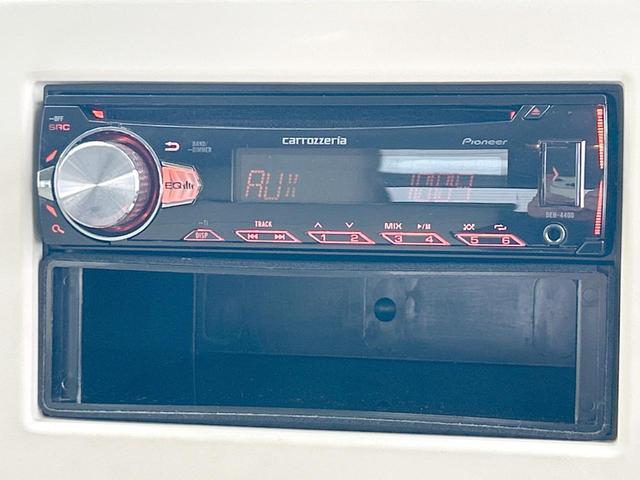 OFF
SRC
BAND/
DIMMER
carrozzeria
Pioneer
EQ
AUX
DEH-4400
TI
DISP
TRACK
MIX
/M
1 2 3 4 5 6